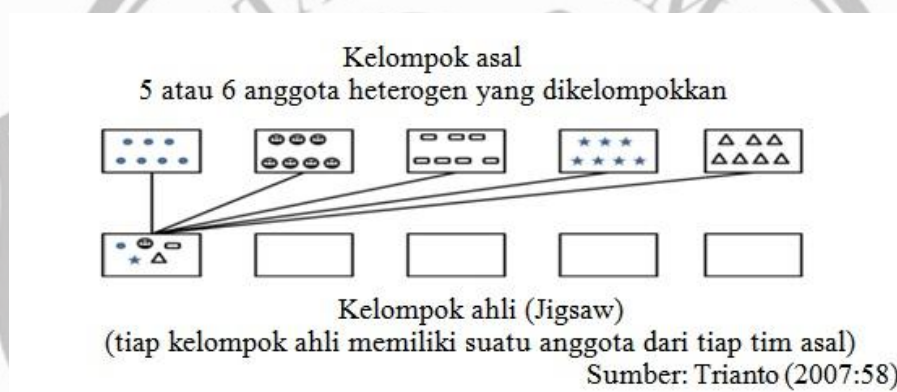 Kelompok asal
5 atau 6 anggota heterogen yang dikelompokkan
Kelompok ahli (Jigsaw)
(tiap kelompok ahli memiliki suatu anggota dari tiap tim asal)
Sumber: Trianto (2007:58)